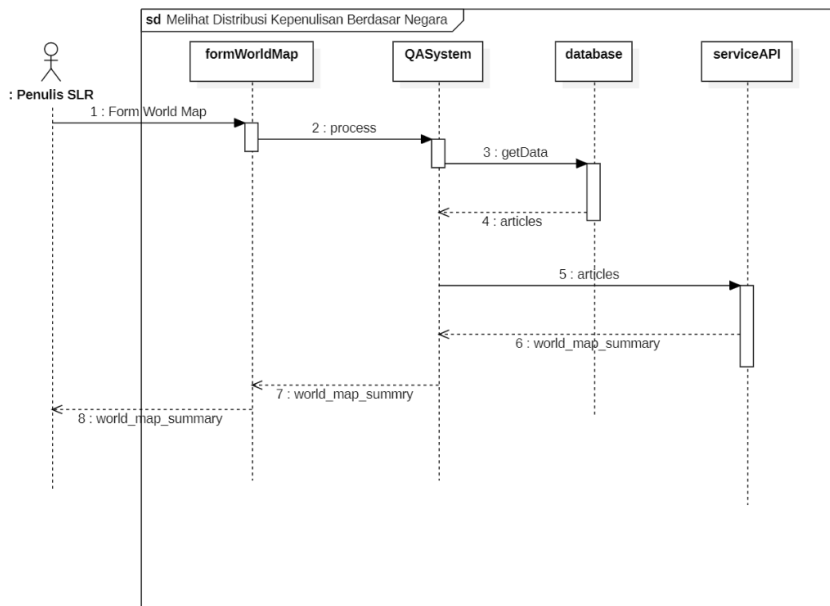 sd Melihat Distribusi Kepenulisan Berdasar Negara
formWorldMap
QASystem
database
serviceAPI
: Penulis SLR
1 : Form World Map
2 : process
3 : getData
4 : articles
5 : articles
6 : world_map_summary
7 : world_map_summry
8 : world_map_summary